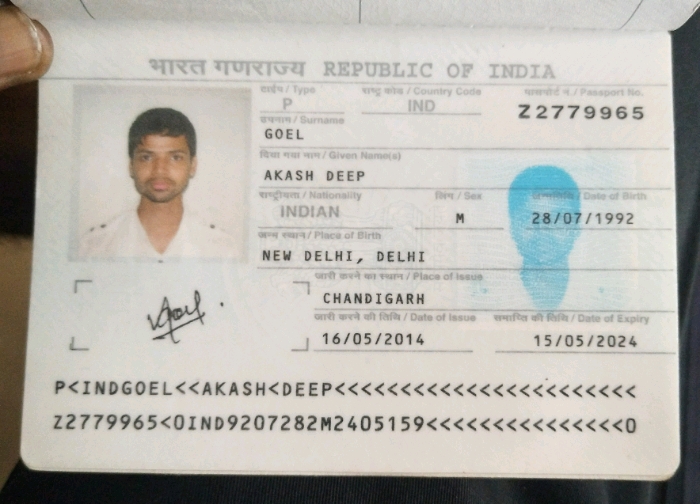 भारत गणराज्य REPUBLIC OF INDIA
टाईप / Type
राष्ट्र कोड / Country Code
पासपोर्ट नं. / Passport No.
P
IND
Z2779965
उपनाम / Surname
GOEL
दिया गया नाम / Given Name(s)
AKASH DEEP
राष्ट्रीयता / Nationality
लिंग / Sex
जन्मतिथि / Date of Birth
INDIAN
M
28/07/1992
जन्म स्थान / Place of Birth
NEW DELHI, DELHI
जारी करने का स्थान / Place of Issue
CHANDIGARH
जारी करने की तिथि / Date of Issue
समाप्ति की तिथि / Date of Expiry
16/05/2014
15/05/2024
P<INDGOEL<<AKASH<DEEP<<<<<<<<<<<<<<<<<<<<<<<
Z2779965<0IND9207282M2405159<<<<<<<<<<<<<<<0